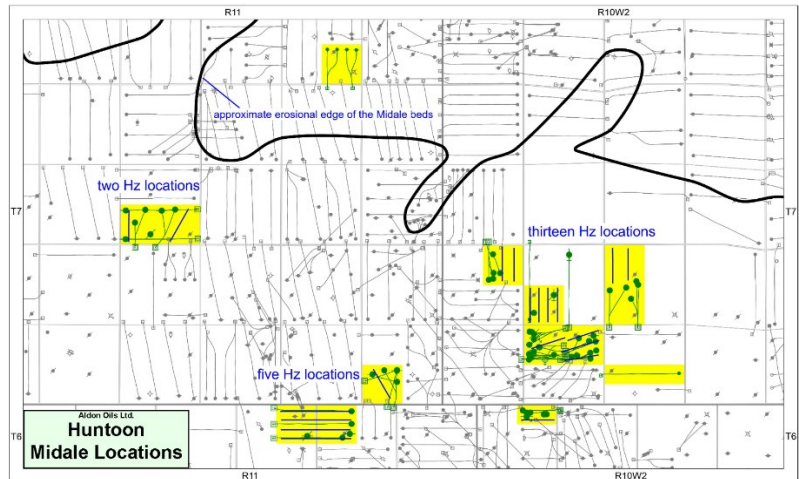 R11 R10W2
approximate erosional edge of the Midale beds
two Hz locations
T7 T7
thirteen Hz locations
five Hz locations
Aldon Oils Ltd.
Huntoon
Midale Locations
T6 T6
R11 R10W2